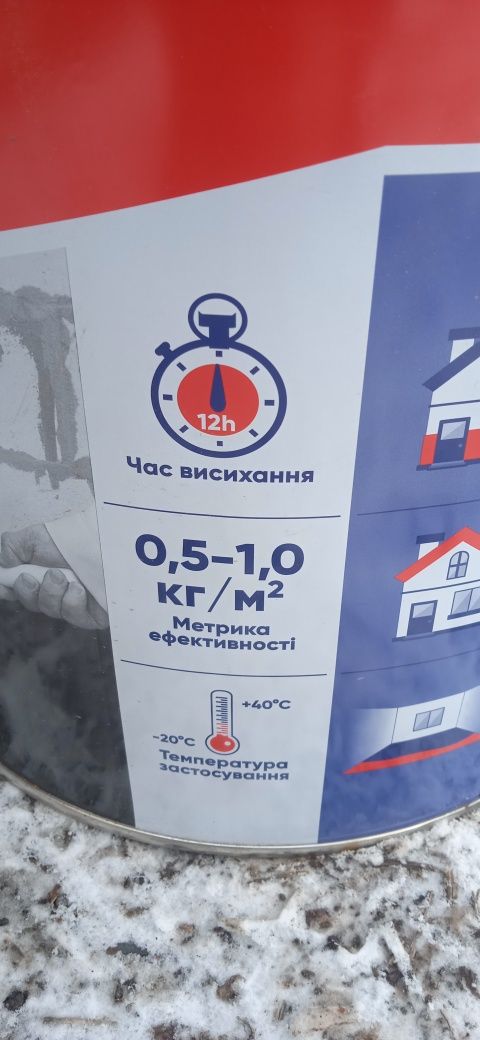 12h
Час висихання
0,5-1,0
кг/м²
Метрика
ефективності
+40°C
-20°C
Температура
застосування